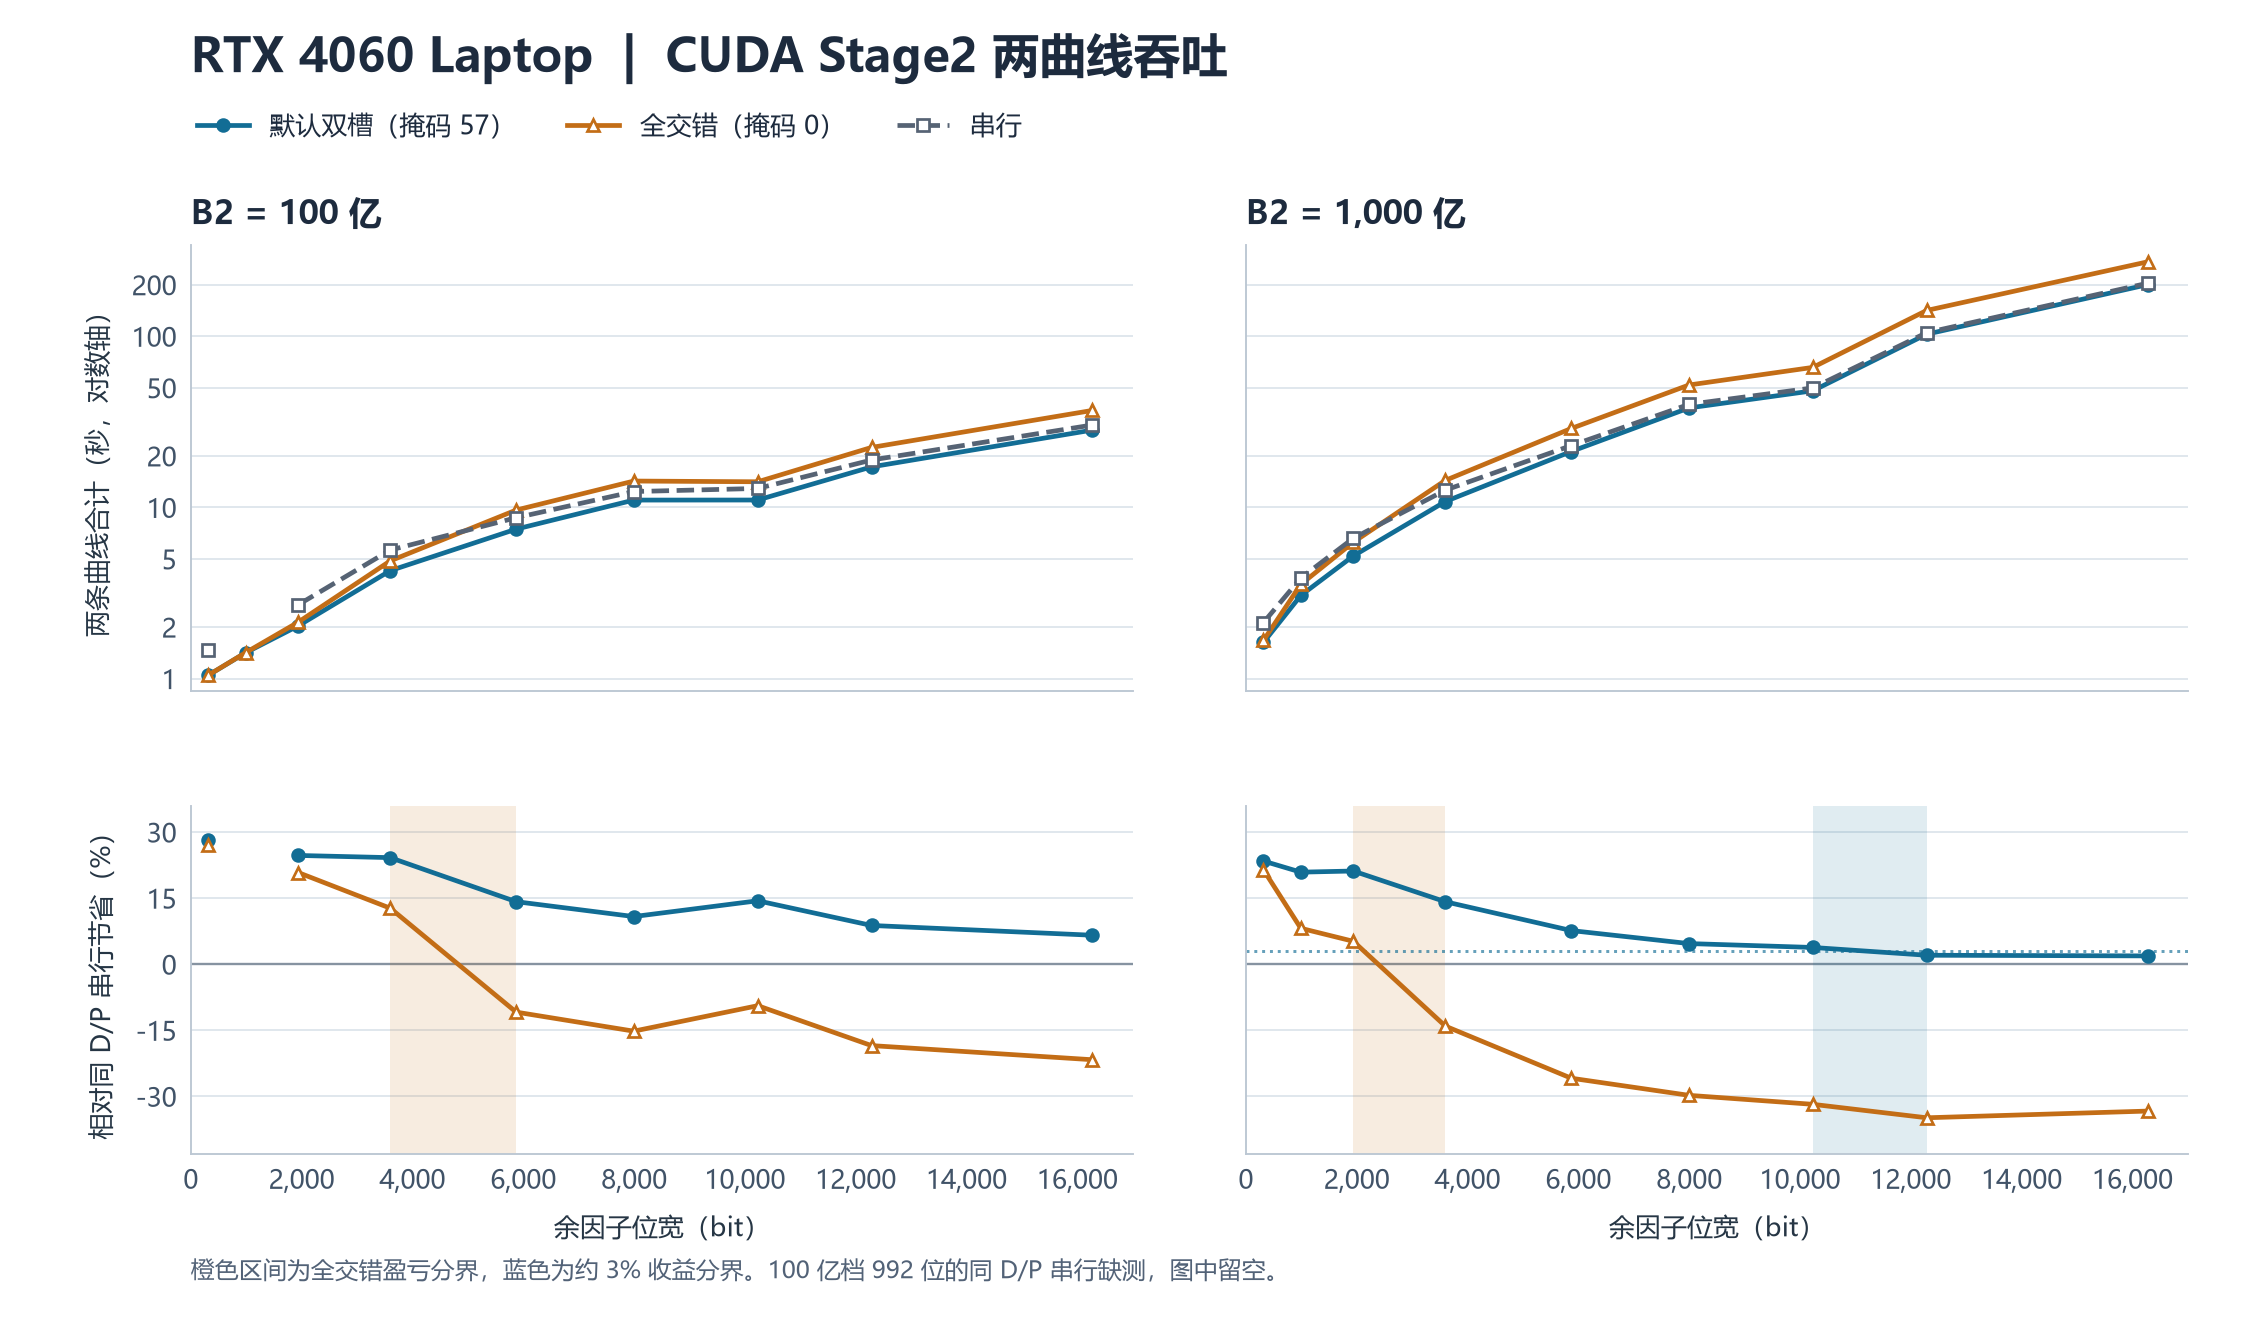 RTX 4060 Laptop | CUDA Stage2 两曲线吞吐
默认双槽（掩码 57） 全交错（掩码 0） 串行
B2 = 100 亿
B2 = 1,000 亿
两条曲线合计（秒，对数轴）
200
100
50
20
10
5
2
1
相对同 D/P 串行节省（%）
30
15
0
-15
-30
0 2,000 4,000 6,000 8,000 10,000 12,000 14,000 16,000
0 2,000 4,000 6,000 8,000 10,000 12,000 14,000 16,000
余因子位宽（bit）
余因子位宽（bit）
橙色区间为全交错盈亏分界，蓝色为约 3% 收益分界。100 亿档 992 位的同 D/P 串行缺测，图中留空。